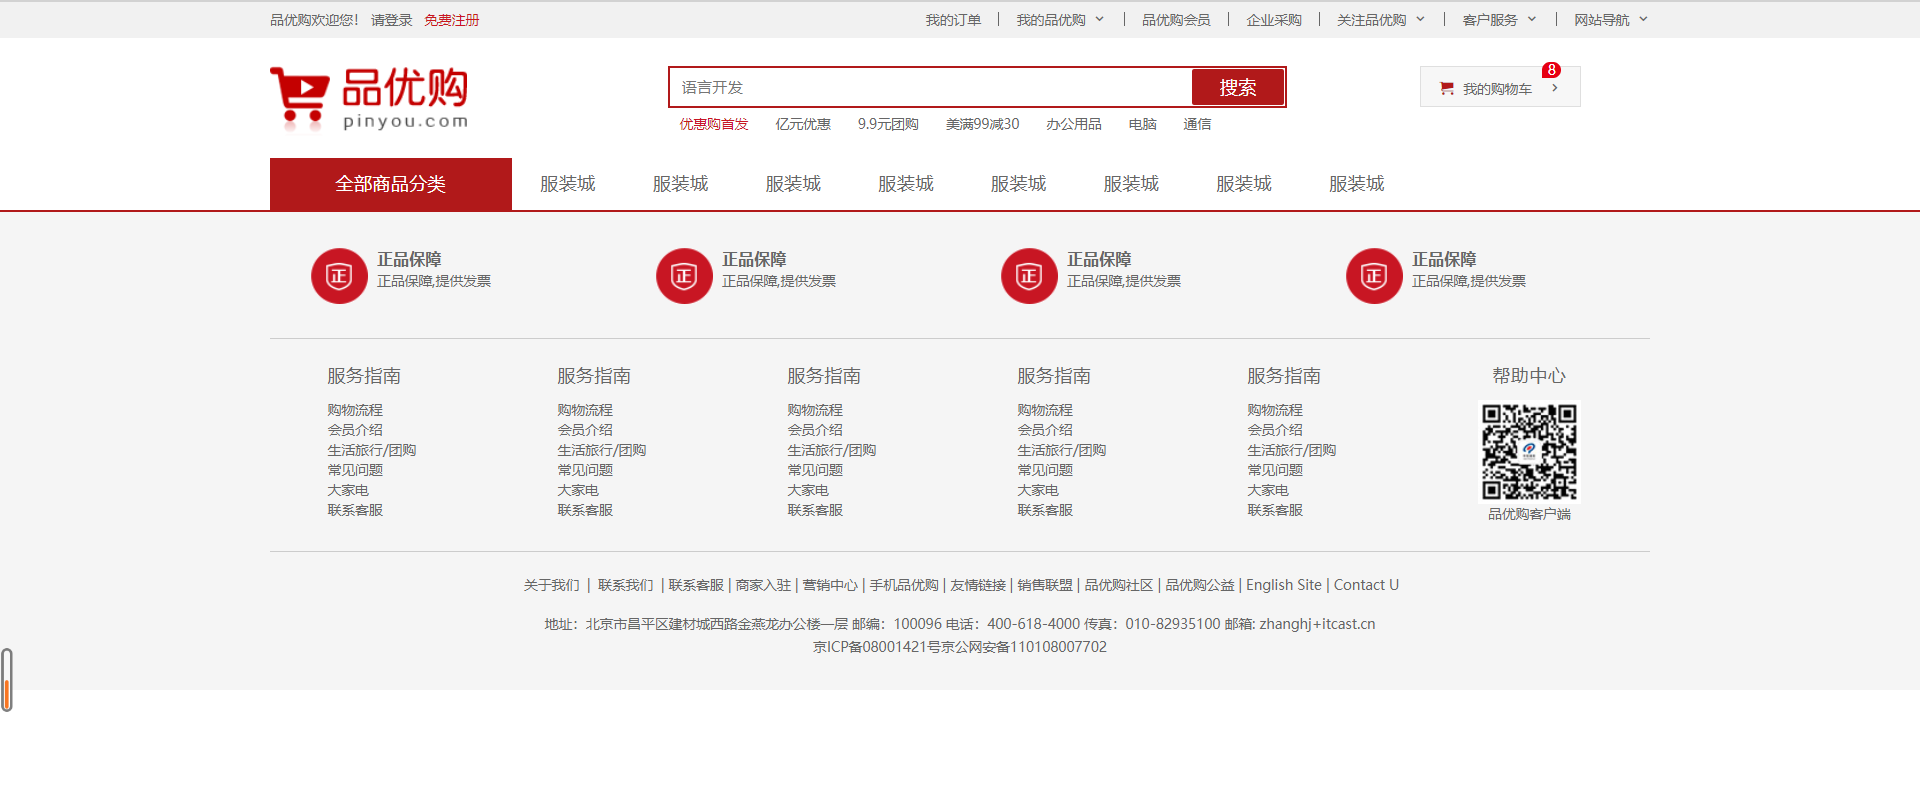 品优购欢迎您! 请登录 免费注册 我的订单 | 我的品优购 | 品优购会员 | 企业采购 | 关注品优购 | 客户服务 | 网站导航
品优购
pinyou.com
语言开发 搜索
8
我的购物车
优惠购首发 亿元优惠 9.9元团购 美满99减30 办公用品 电脑 通信
全部商品分类 服装城 服装城 服装城 服装城 服装城 服装城 服装城 服装城
正 正品保障 正 正品保障 正 正品保障 正 正品保障
正品保障,提供发票 正品保障,提供发票 正品保障,提供发票 正品保障,提供发票
服务指南 服务指南 服务指南 服务指南 服务指南 帮助中心
购物流程 购物流程 购物流程 购物流程 购物流程
会员介绍 会员介绍 会员介绍 会员介绍 会员介绍
生活旅行/团购 生活旅行/团购 生活旅行/团购 生活旅行/团购 生活旅行/团购
常见问题 常见问题 常见问题 常见问题 常见问题
大家电 大家电 大家电 大家电 大家电
联系客服 联系客服 联系客服 联系客服 联系客服
品优购客户端
关于我们 | 联系我们 | 联系客服 | 商家入驻 | 营销中心 | 手机品优购 | 友情链接 | 销售联盟 | 品优购社区 | 品优购公益 | English Site | Contact U
地址：北京市昌平区建材城西路金燕龙办公楼一层 邮编：100096 电话：400-618-4000 传真：010-82935100 邮箱: zhanghj+itcast.cn
京ICP备08001421号京公网安备110108007702